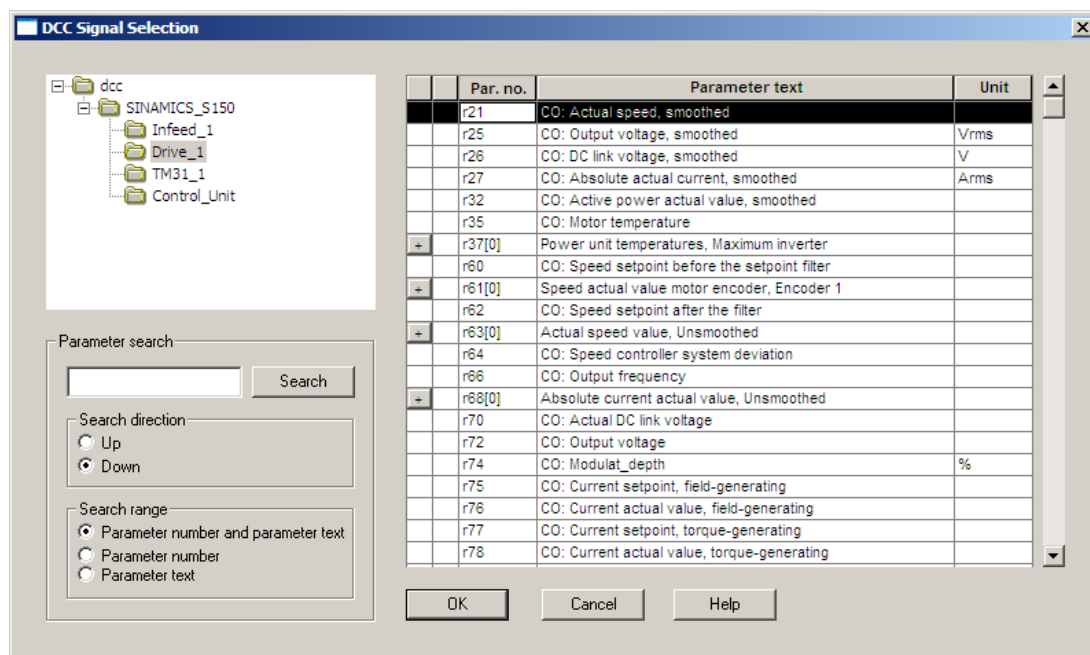 DCC Signal Selection
dcc
SINAMICS_S150
Infeed_1
Drive_1
TM31_1
Control_Unit
Parameter search
Search
Search direction
Up
Down
Search range
Parameter number and parameter text
Parameter number
Parameter text
Par. no. Parameter text Unit
r21 CO: Actual speed, smoothed
r25 CO: Output voltage, smoothed Vrms
r26 CO: DC link voltage, smoothed V
r27 CO: Absolute actual current, smoothed Arms
r32 CO: Active power actual value, smoothed
r35 CO: Motor temperature
+ r37[0] Power unit temperatures, Maximum inverter
r60 CO: Speed setpoint before the setpoint filter
+ r61[0] Speed actual value motor encoder, Encoder 1
r62 CO: Speed setpoint after the filter
+ r63[0] Actual speed value, Unsmoothed
r64 CO: Speed controller system deviation
r66 CO: Output frequency
+ r68[0] Absolute current actual value, Unsmoothed
r70 CO: Actual DC link voltage
r72 CO: Output voltage
r74 CO: Modulat_depth %
r75 CO: Current setpoint, field-generating
r76 CO: Current actual value, field-generating
r77 CO: Current setpoint, torque-generating
r78 CO: Current actual value, torque-generating
OK Cancel Help